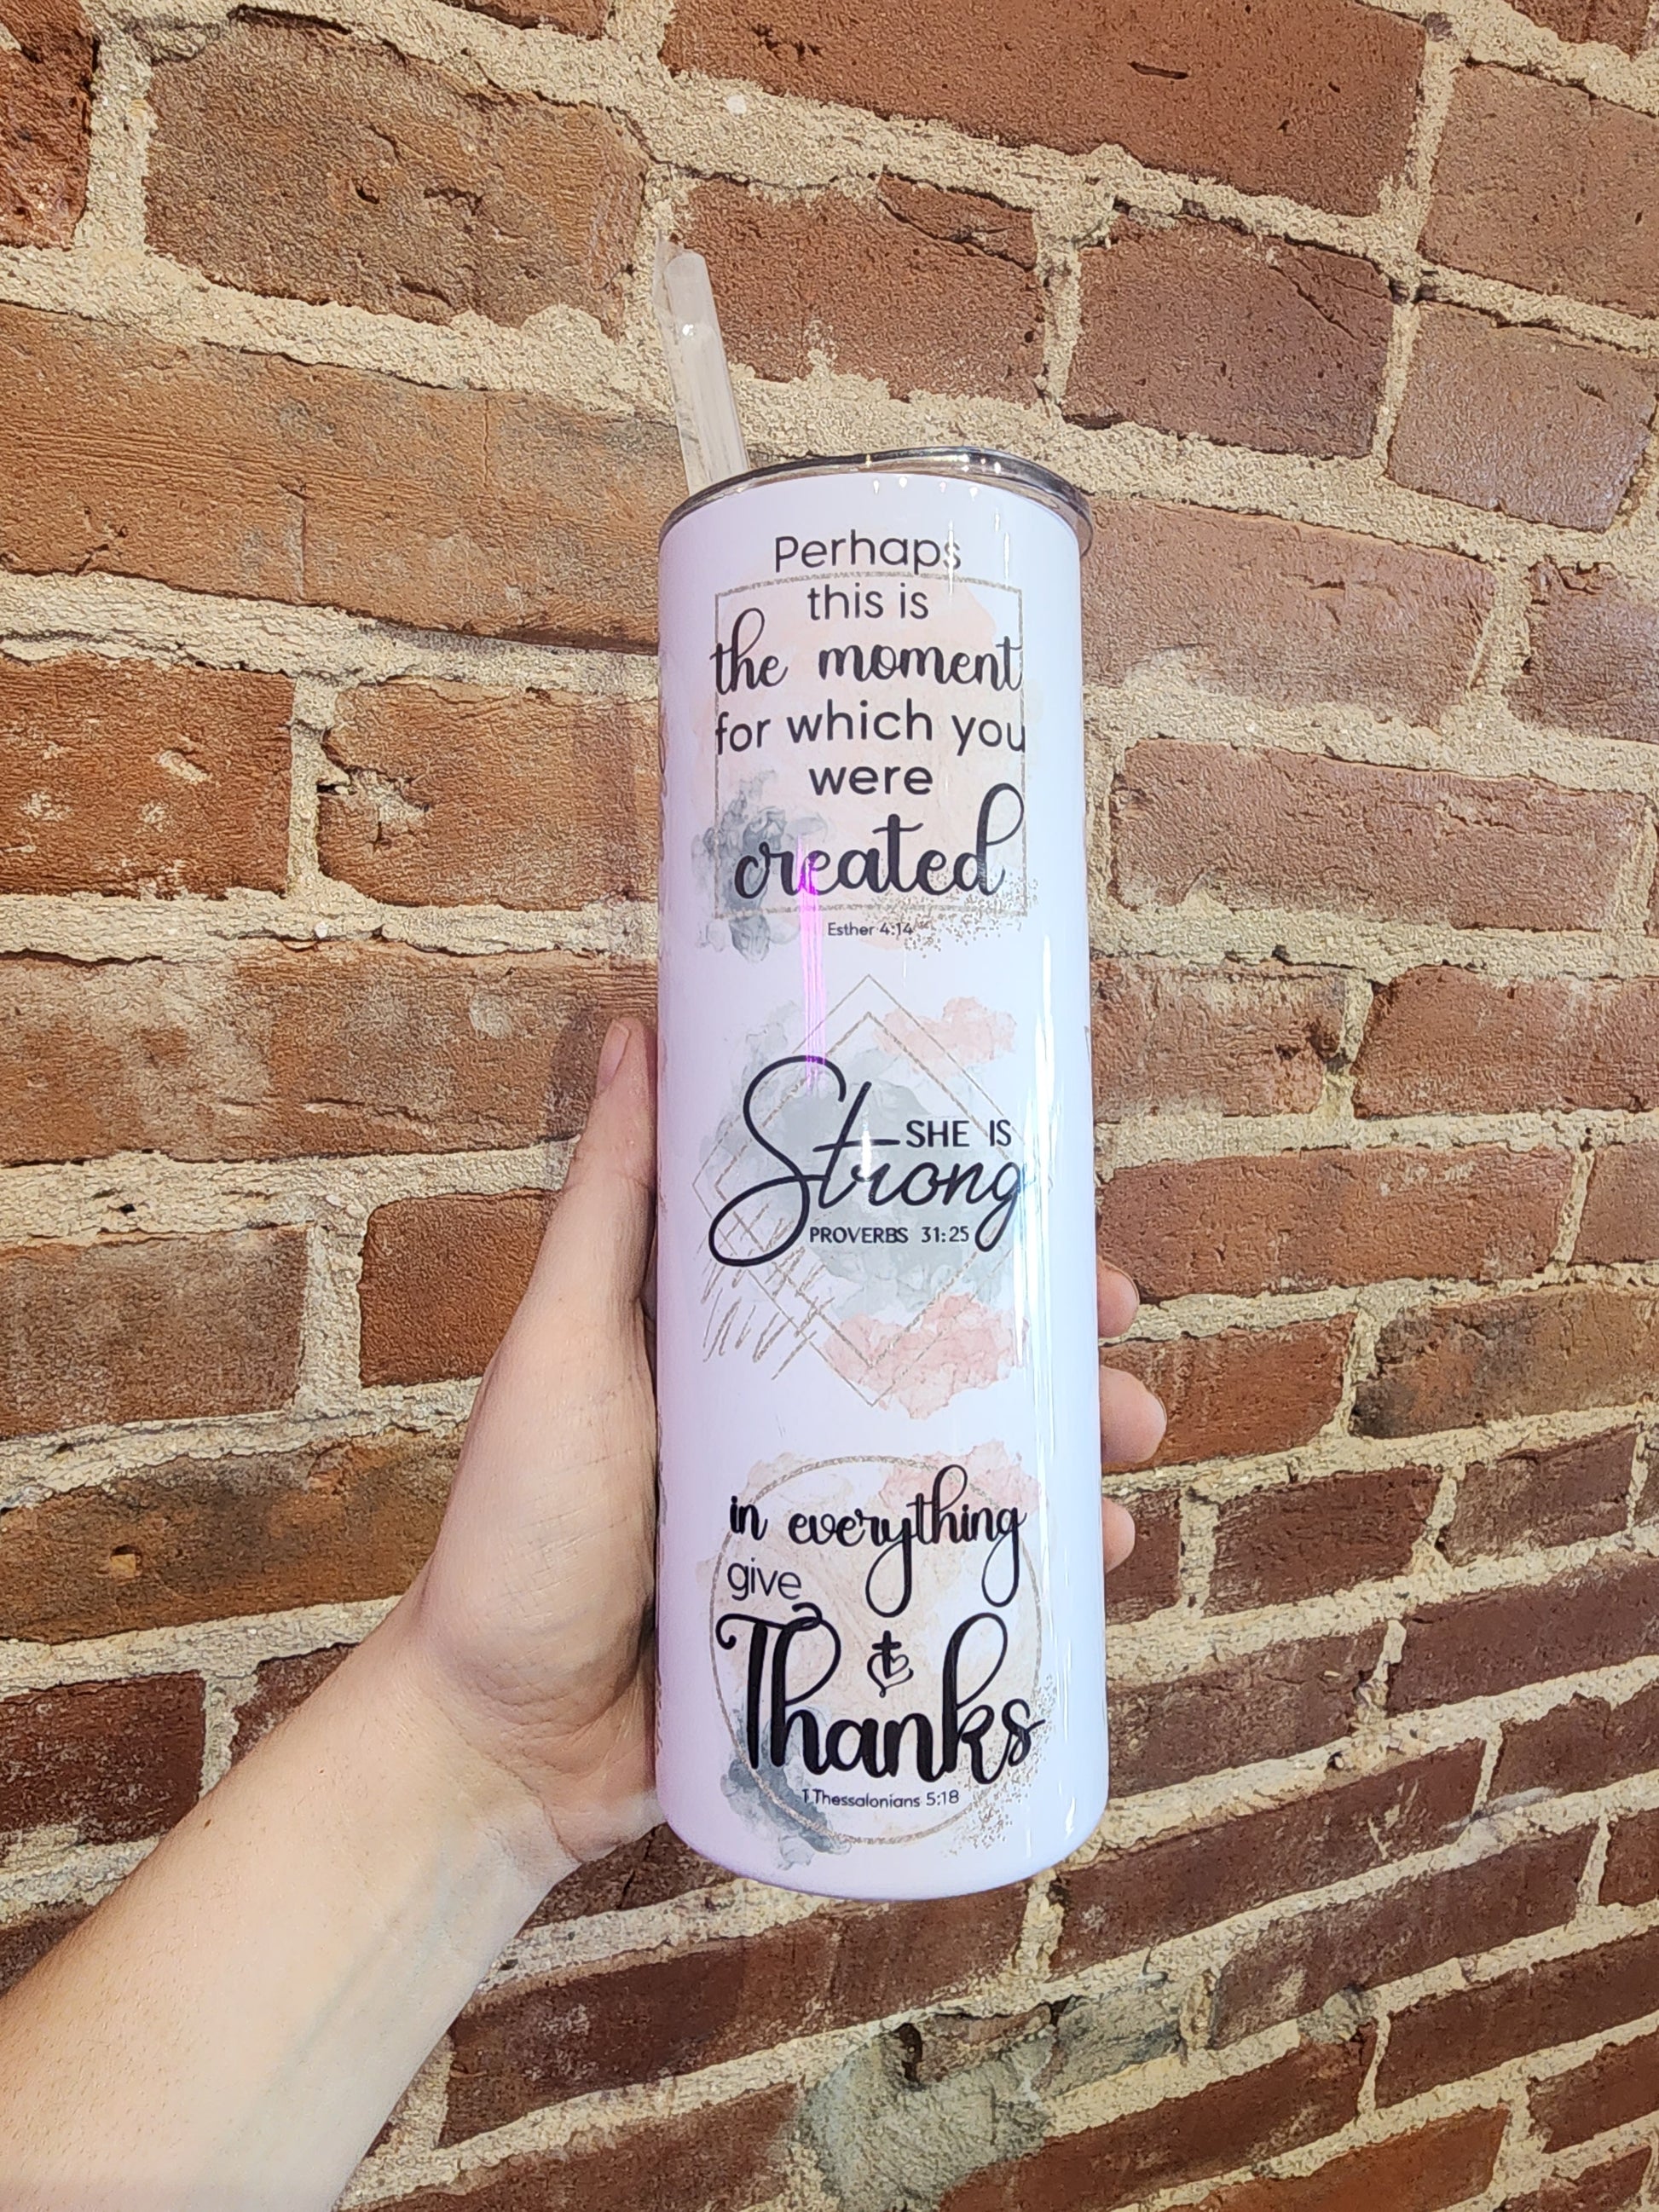 Perhaps
this is
the moment
for which you
were
created
Esther 4:14
SHE IS
Strong
PROVERBS 31:25
in everything
give
Thanks
1 Thessalonians 5:18